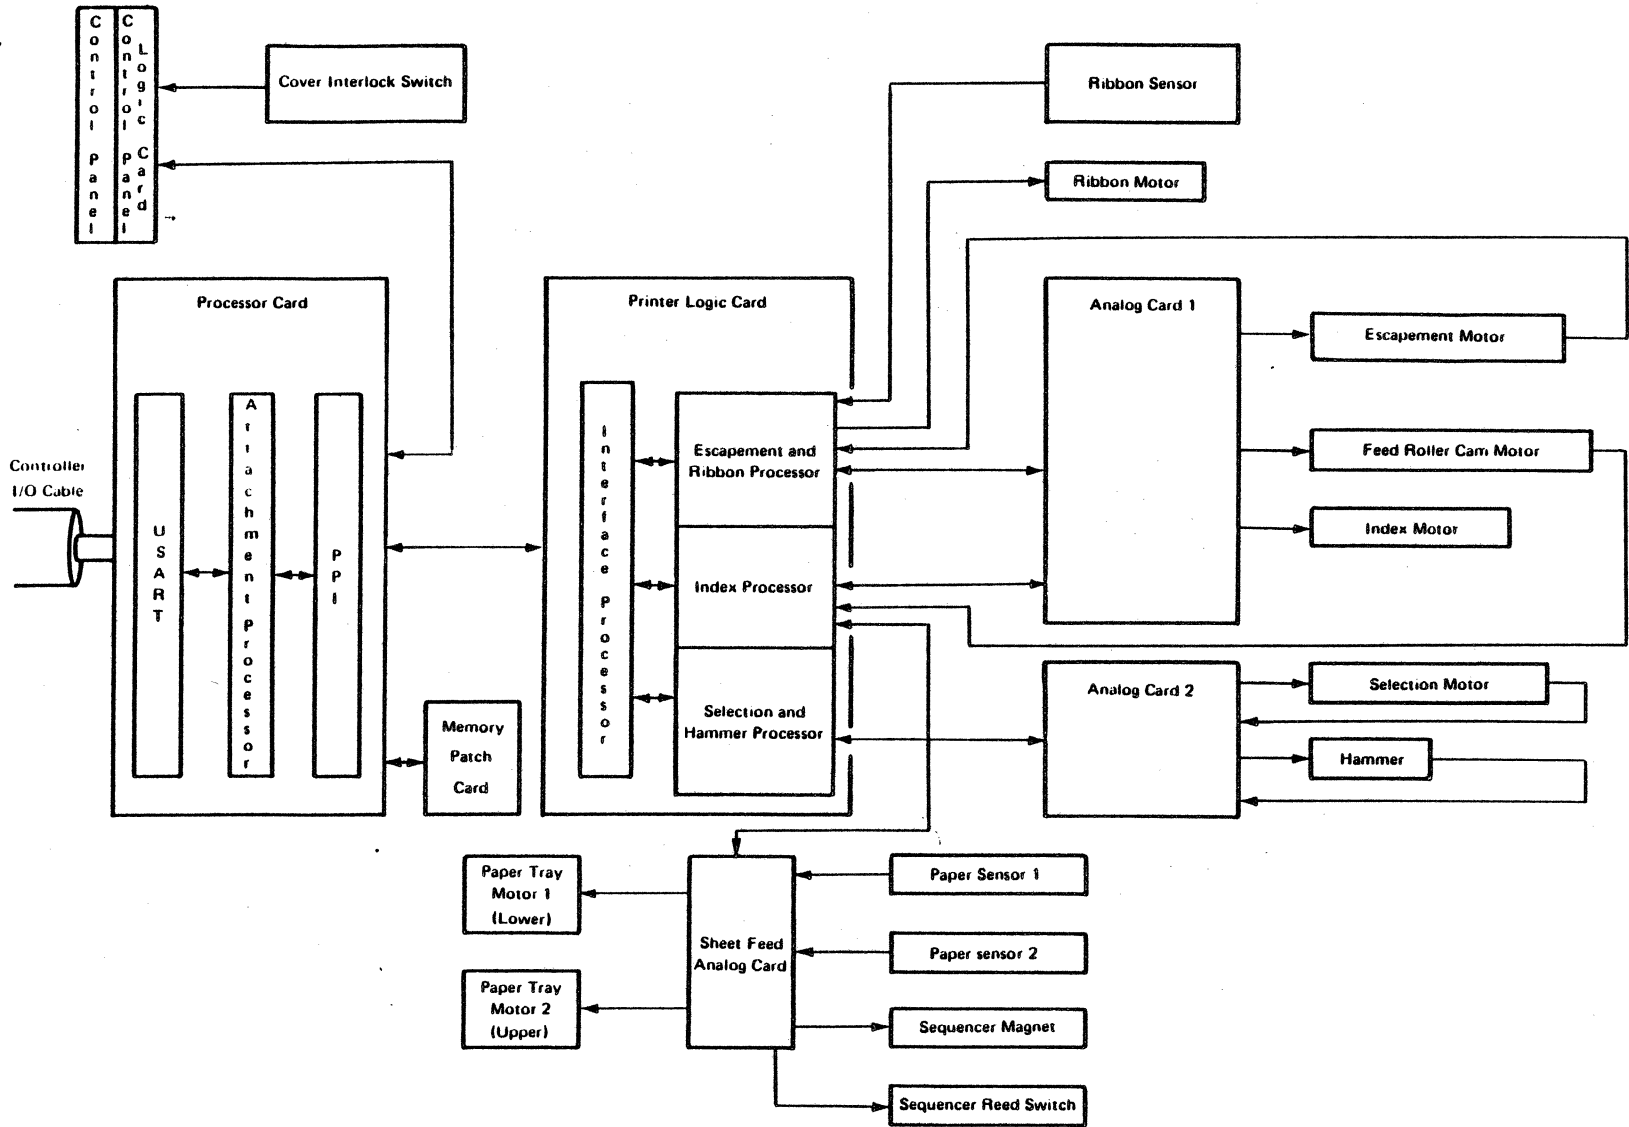 Control Panel
Control Panel
Logic Card
Cover Interlock Switch
Ribbon Sensor
Ribbon Motor
Processor Card
Printer Logic Card
Analog Card 1
Escapement Motor
Feed Roller Cam Motor
Index Motor
Controller
I/O Cable
USART
Attachment Processor
PPI
Interface Processor
Escapement and
Ribbon Processor
Index Processor
Selection and
Hammer Processor
Memory
Patch
Card
Analog Card 2
Selection Motor
Hammer
Paper Tray
Motor 1
(Lower)
Paper Tray
Motor 2
(Upper)
Sheet Feed
Analog Card
Paper Sensor 1
Paper sensor 2
Sequencer Magnet
Sequencer Reed Switch